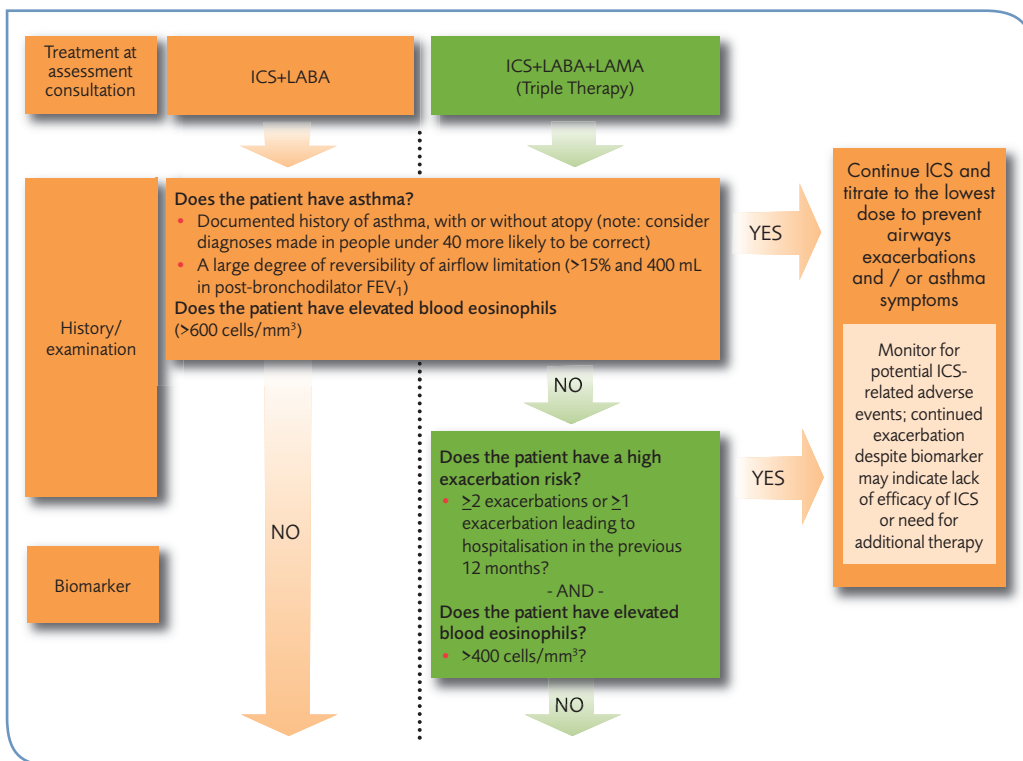 Treatment at
assessment
consultation
ICS+LABA
ICS+LABA+LAMA
(Triple Therapy)
History/
examination
Does the patient have asthma?
• Documented history of asthma, with or without atopy (note: consider
diagnoses made in people under 40 more likely to be correct)
• A large degree of reversibility of airflow limitation (>15% and 400 mL
in post-bronchodilator FEV₁)
Does the patient have elevated blood eosinophils
(>600 cells/mm³)
YES
Continue ICS and
titrate to the lowest
dose to prevent
airways
exacerbations
and / or asthma
symptoms
Monitor for
potential ICS-
related adverse
events; continued
exacerbation
despite biomarker
may indicate lack
of efficacy of ICS
or need for
additional therapy
NO
NO
Does the patient have a high
exacerbation risk?
• ≥2 exacerbations or ≥1
exacerbation leading to
hospitalisation in the previous
12 months?
- AND -
Does the patient have elevated
blood eosinophils?
• >400 cells/mm³?
YES
Biomarker
NO